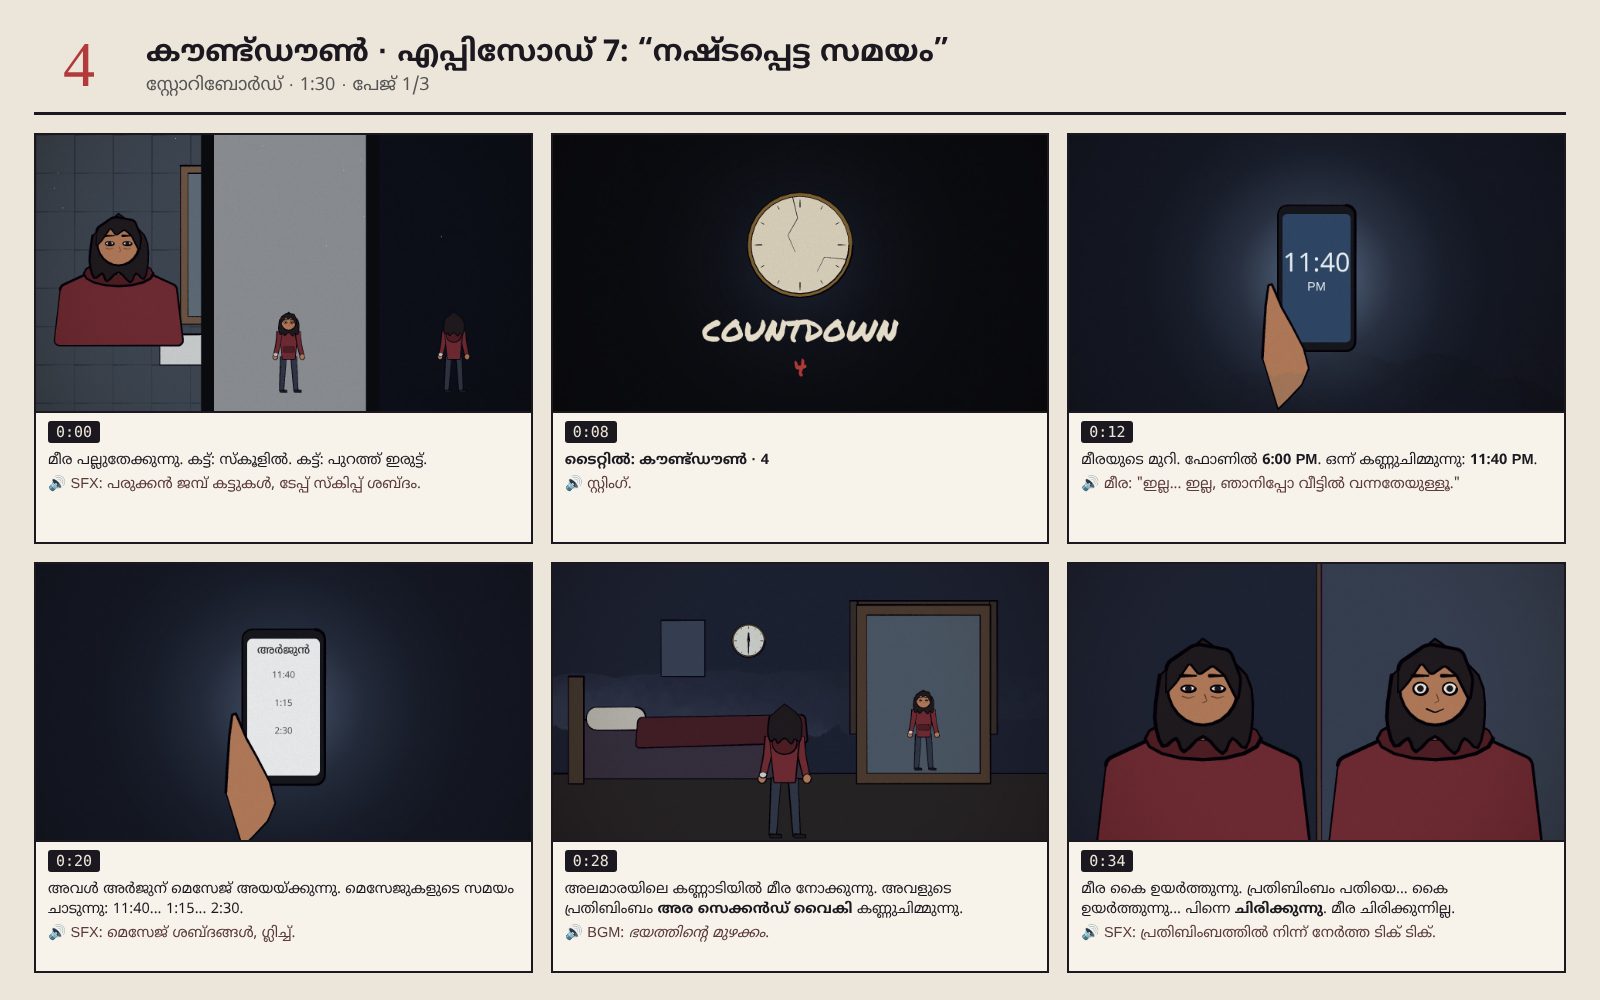 4
കൗണ്ട്ഡൗൺ · എപ്പിസോഡ് 7: “നഷ്ടപ്പെട്ട സമയം”
സ്റ്റോറിബോർഡ് · 1:30 · പേജ് 1/3
0:00
മീര പല്ലുതേക്കുന്നു. കട്ട്: സ്കൂളിൽ. കട്ട്: പുറത്ത് ഇരുട്ട്.
🔊 SFX: പരുക്കൻ ജമ്പ് കട്ടുകൾ, ടേപ്പ് സ്കിപ്പ് ശബ്ദം.
COUNTDOWN
4
0:08
ടൈറ്റിൽ: കൗണ്ട്ഡൗൺ · 4
🔊 സ്റ്റിംഗ്.
11:40
PM
0:12
മീരയുടെ മുറി. ഫോണിൽ 6:00 PM. ഒന്ന് കണ്ണുചിമ്മുന്നു: 11:40 PM.
🔊 മീര: "ഇല്ല... ഇല്ല, ഞാനിപ്പോ വീട്ടിൽ വന്നതേയുള്ളൂ."
അർജുൻ
11:40
1:15
2:30
0:20
അവൾ അർജുന് മെസേജ് അയയ്ക്കുന്നു. മെസേജുകളുടെ സമയം
ചാടുന്നു: 11:40... 1:15... 2:30.
🔊 SFX: മെസേജ് ശബ്ദങ്ങൾ, ഗ്ലിച്ച്.
0:28
അലമാരയിലെ കണ്ണാടിയിൽ മീര നോക്കുന്നു. അവളുടെ
പ്രതിബിംബം അര സെക്കൻഡ് വൈകി കണ്ണുചിമ്മുന്നു.
🔊 BGM: ഭയത്തിന്റെ മുഴക്കം.
0:34
മീര കൈ ഉയർത്തുന്നു. പ്രതിബിംബം പതിയെ... കൈ
ഉയർത്തുന്നു... പിന്നെ ചിരിക്കുന്നു. മീര ചിരിക്കുന്നില്ല.
🔊 SFX: പ്രതിബിംബത്തിൽ നിന്ന് നേർത്ത ടിക് ടിക്.